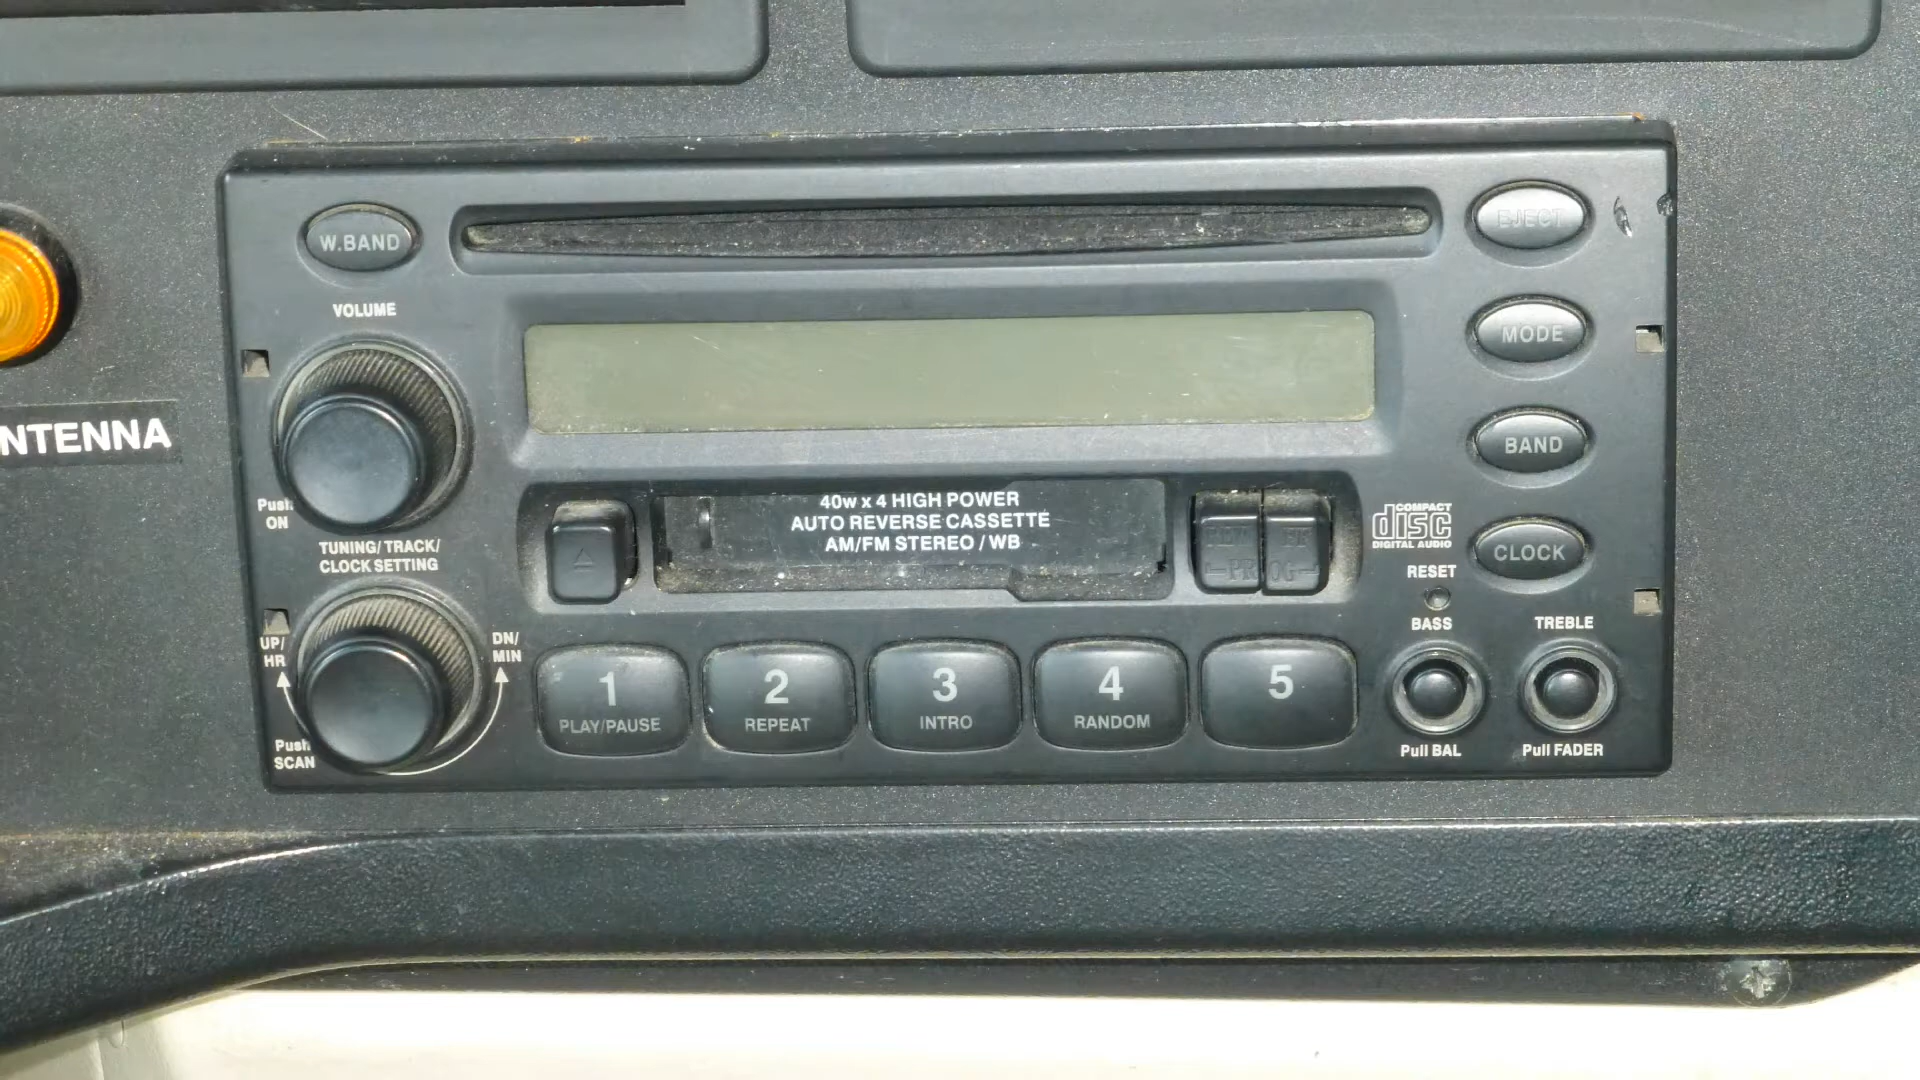 W.BAND
EJECT
VOLUME
MODE
NTENNA
BAND
Push
ON
40w x 4 HIGH POWER
AUTO REVERSE CASSETTE
AM/FM STEREO / WB
COMPACT
disc
DIGITAL AUDIO
CLOCK
TUNING/ TRACK/
CLOCK SETTING
PROG
RESET
UP/
HR
DN/
MIN
BASS
TREBLE
1
PLAY/PAUSE
2
REPEAT
3
INTRO
4
RANDOM
5
Push
SCAN
Pull BAL
Pull FADER